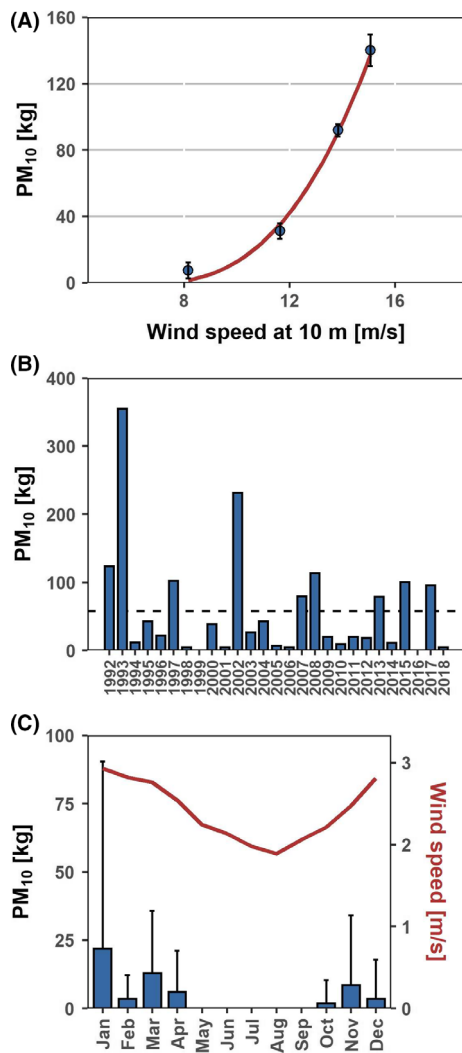 (A)
160
120
80
40
0
PM₁₀ [kg]
8 12 16
Wind speed at 10 m [m/s]
(B)
400
300
200
100
0
PM₁₀ [kg]
1992 1993 1994 1995 1996 1997 1998 1999 2000 2001 2002 2003 2004 2005 2006 2007 2008 2009 2010 2011 2012 2013 2014 2015 2016 2017 2018
(C)
100
75
50
25
0
PM₁₀ [kg]
3
2
1
0
Wind speed [m/s]
Jan Feb Mar Apr May Jun Jul Aug Sep Oct Nov Dec